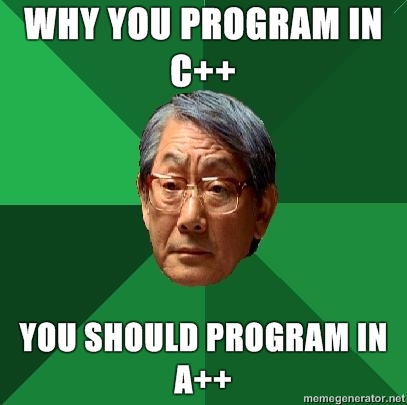 WHY YOU PROGRAM IN
C++
YOU SHOULD PROGRAM IN
A++
memegenerator.net